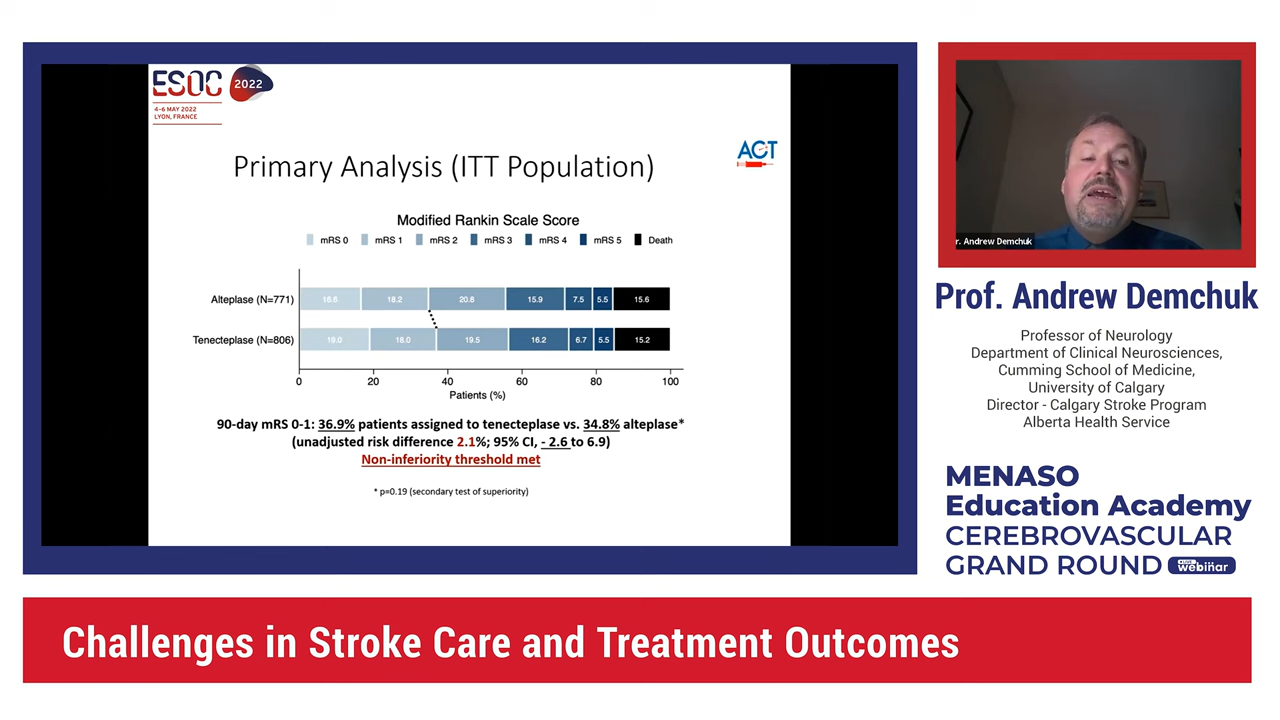 ESOC 2022
4-6 MAY 2022
LYON, FRANCE
ACT
Primary Analysis (ITT Population)
Modified Rankin Scale Score
mRS 0 mRS 1 mRS 2 mRS 3 mRS 4 mRS 5 Death
Alteplase (N=771) 16.6 18.2 20.8 15.9 7.5 5.5 15.6
Tenecteplase (N=806) 19.0 18.0 19.5 16.2 6.7 5.5 15.2
0 20 40 60 80 100
Patients (%)
90-day mRS 0-1: 36.9% patients assigned to tenecteplase vs. 34.8% alteplase*
(unadjusted risk difference 2.1%; 95% CI, - 2.6 to 6.9)
Non-inferiority threshold met
* p=0.19 (secondary test of superiority)
r. Andrew Demchuk
Prof. Andrew Demchuk
Professor of Neurology
Department of Clinical Neurosciences,
Cumming School of Medicine,
University of Calgary
Director - Calgary Stroke Program
Alberta Health Service
MENASO
Education Academy
CEREBROVASCULAR
GRAND ROUND webinar
Challenges in Stroke Care and Treatment Outcomes